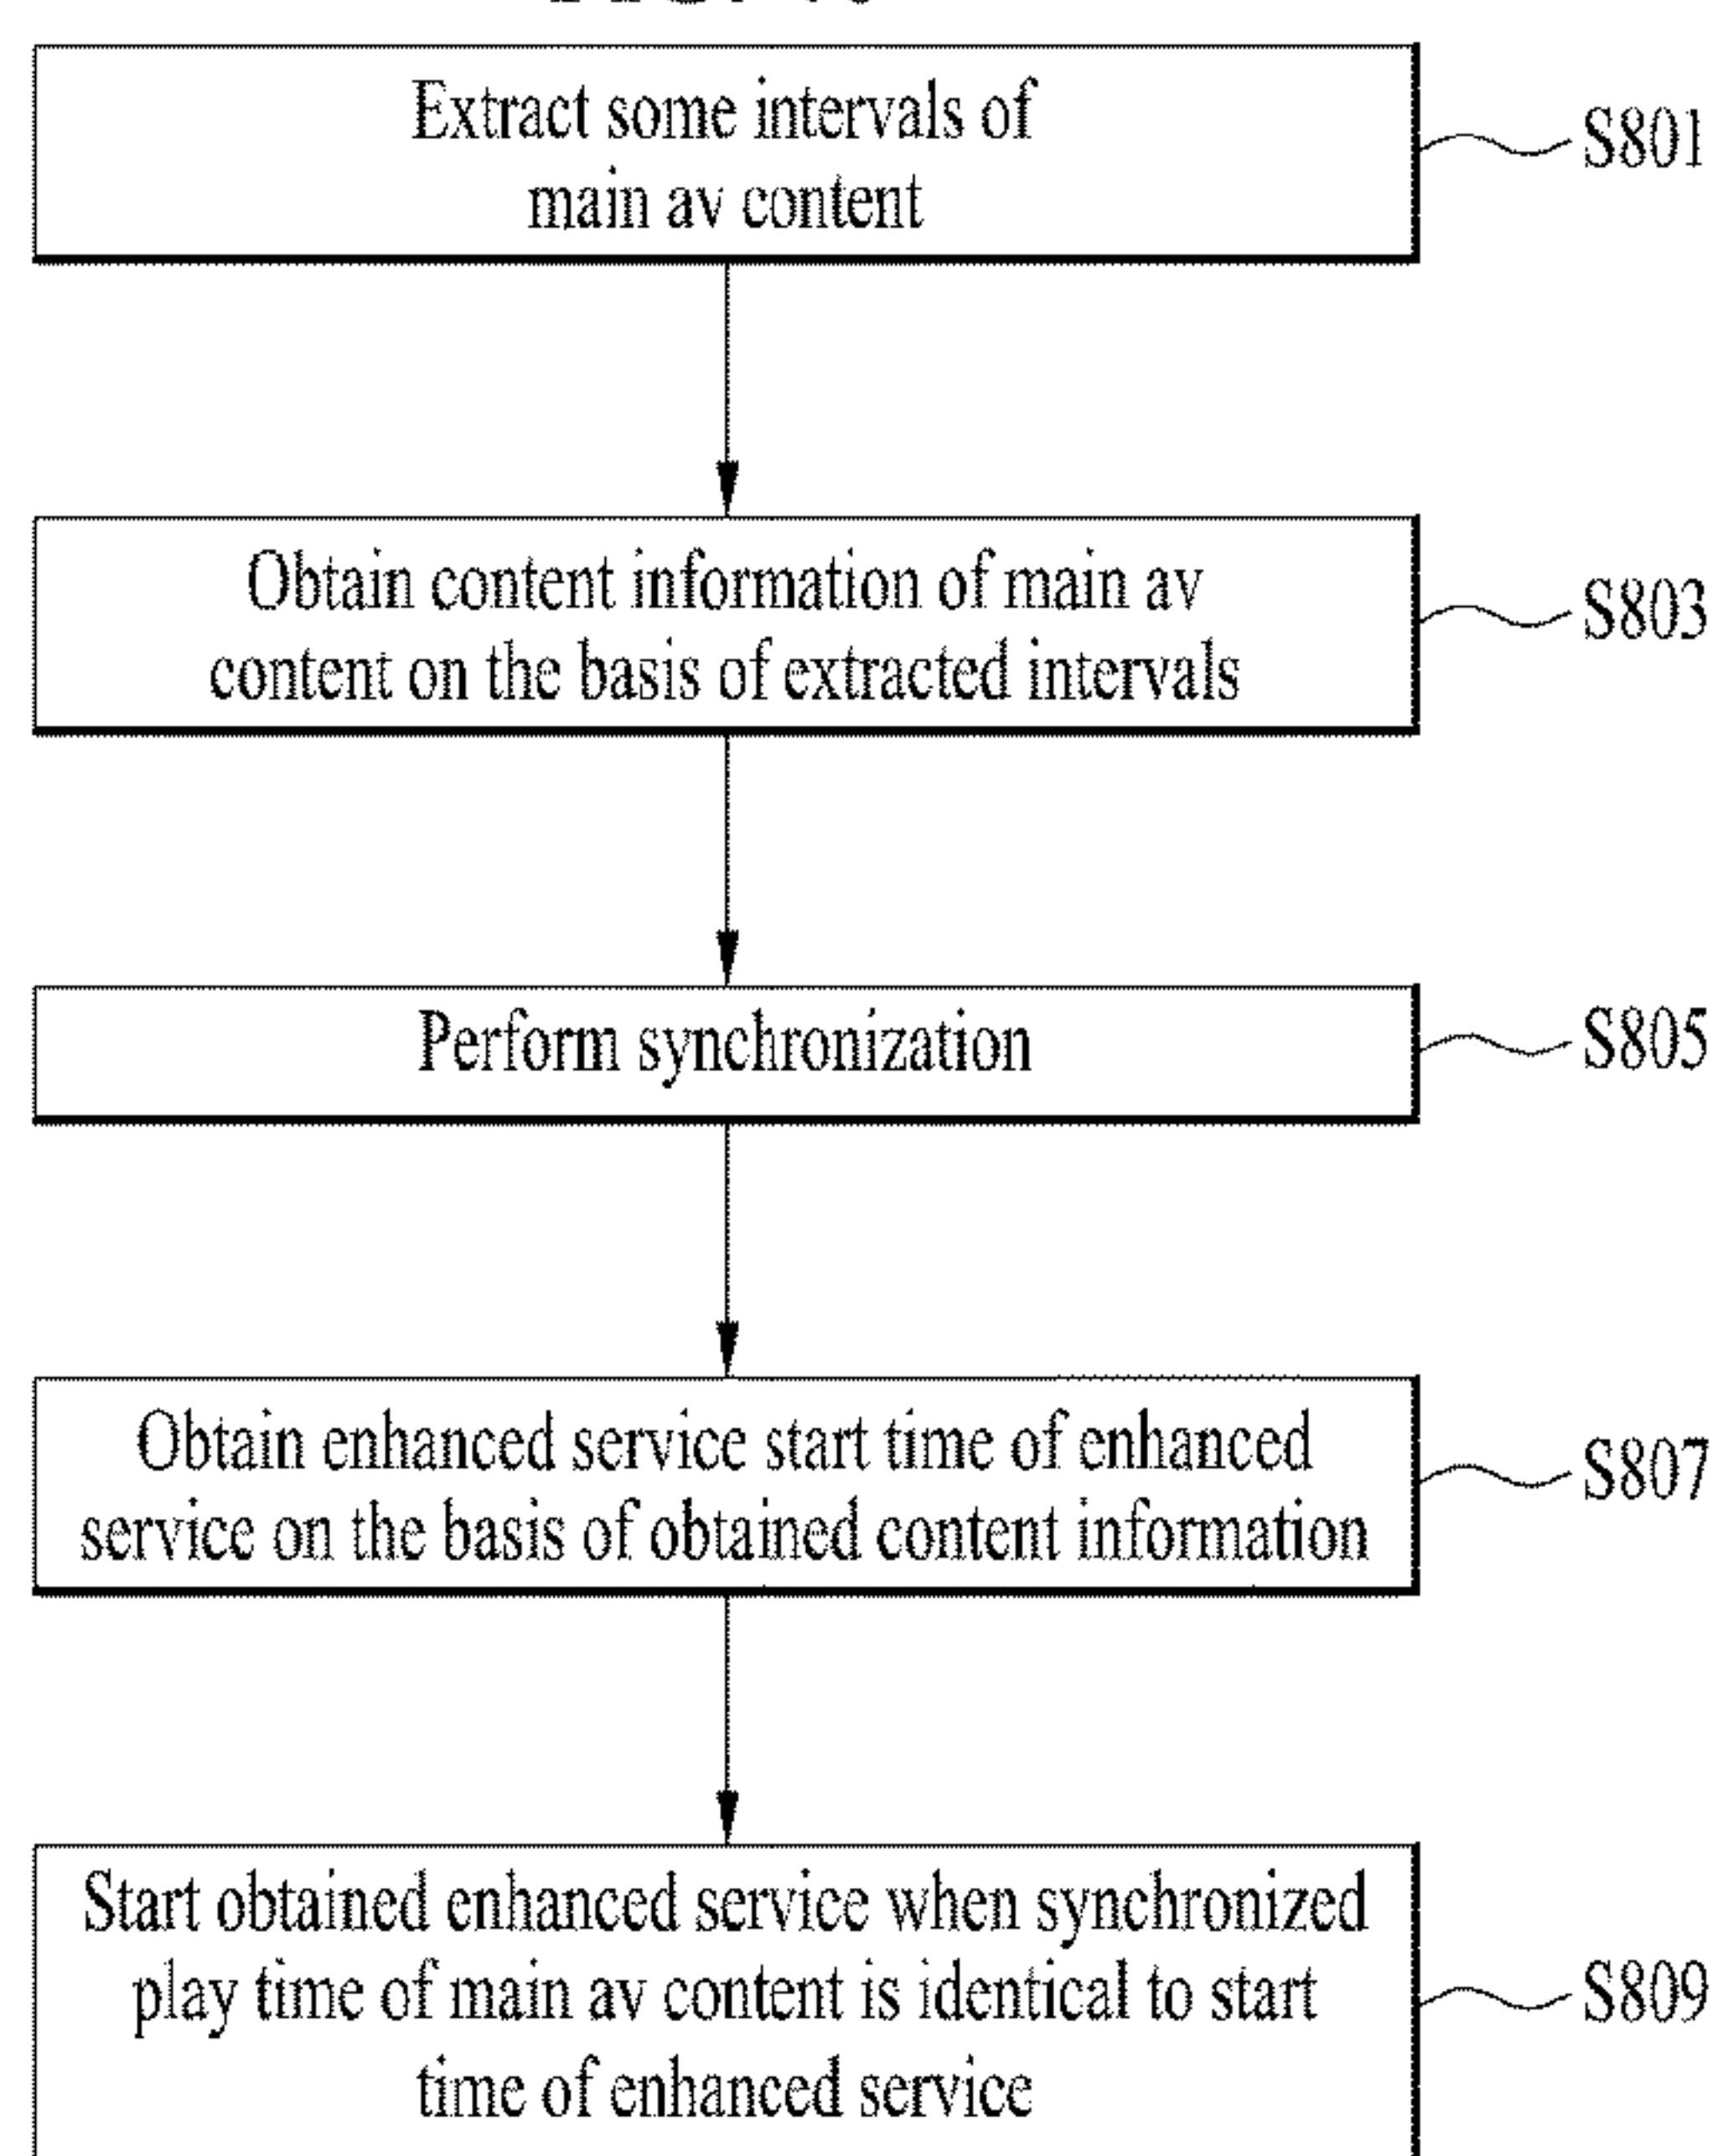 Extract some intervals of
main av content
S801
Obtain content information of main av
content on the basis of extracted intervals
S803
Perform synchronization
S805
Obtain enhanced service start time of enhanced
service on the basis of obtained content information
S807
Start obtained enhanced service when synchronized
play time of main av content is identical to start
time of enhanced service
S809